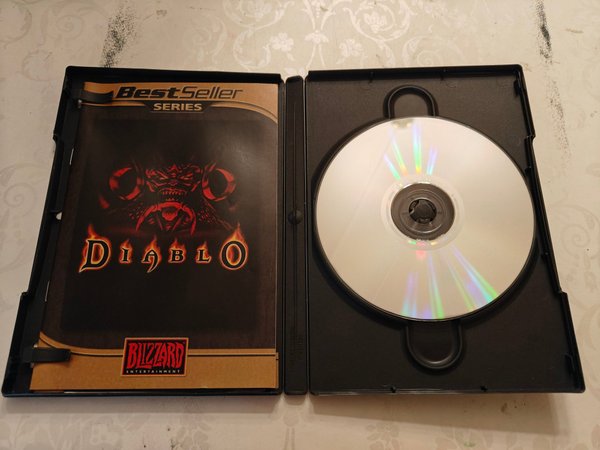 BestSeller
SERIES
DIABLO
BLIZZARD
ENTERTAINMENT